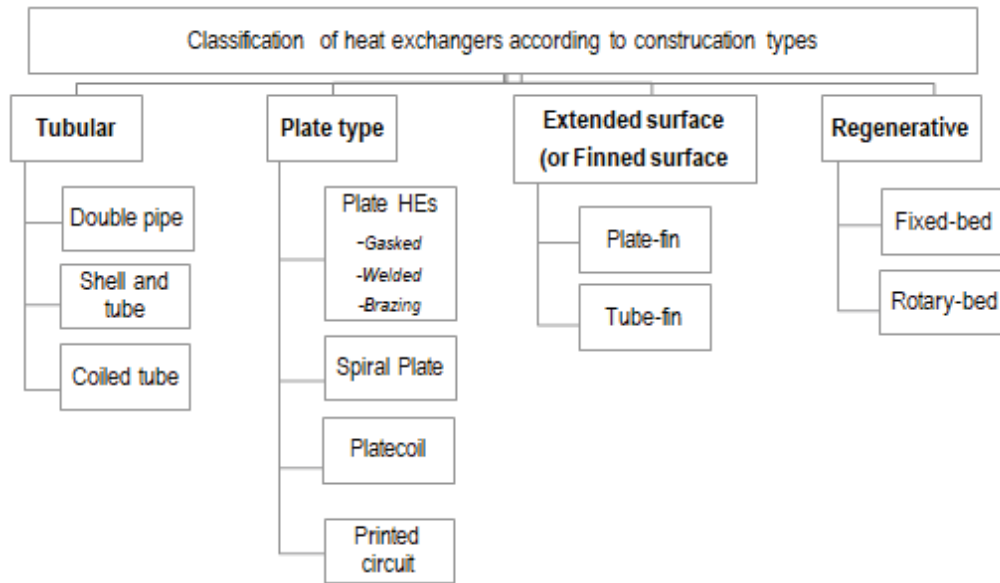 Classification of heat exchangers according to construcation types
Tubular
Double pipe
Shell and
tube
Coiled tube
Plate type
Plate HEs
-Gasked
-Welded
-Brazing
Spiral Plate
Platecoil
Printed
circuit
Extended surface
(or Finned surface
Plate-fin
Tube-fin
Regenerative
Fixed-bed
Rotary-bed